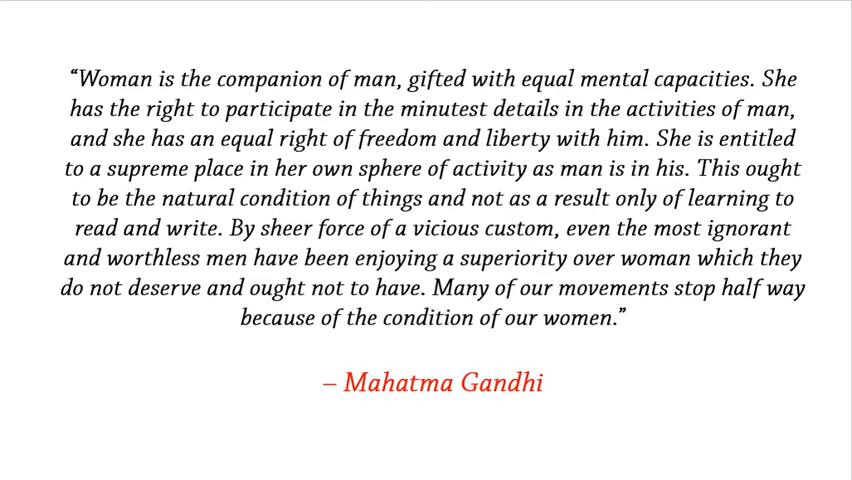 “Woman is the companion of man, gifted with equal mental capacities. She
has the right to participate in the minutest details in the activities of man,
and she has an equal right of freedom and liberty with him. She is entitled
to a supreme place in her own sphere of activity as man is in his. This ought
to be the natural condition of things and not as a result only of learning to
read and write. By sheer force of a vicious custom, even the most ignorant
and worthless men have been enjoying a superiority over woman which they
do not deserve and ought not to have. Many of our movements stop half way
because of the condition of our women.”
– Mahatma Gandhi